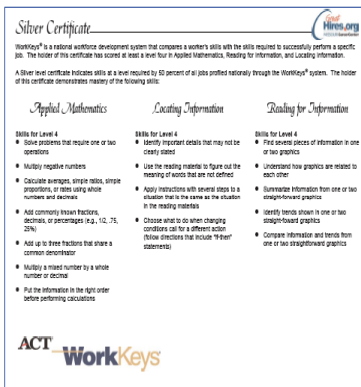 Silver Certificate
Great
Hires.org
WorkKeys® is a national workforce development system that compares a worker's skills with the skills required to successfully perform a specific
job. The holder of this certificate has scored at least a level four in Applied Mathematics, Reading for Information, and Locating Information.
A Silver level certificate indicates skills at a level required by 50 percent of all jobs profiled nationally through the WorkKeys® system. The holder
of this certificate demonstrates mastery of the following skills:
Applied Mathematics
Skills for Level 4
Solve problems that require one or two
operations
Multiply negative numbers
Calculate averages, simple ratios, simple
proportions, or rates using whole
numbers and decimals
Add commonly known fractions,
decimals, or percentages (e.g., 1/2, .75,
25%)
Add up to three fractions that share a
common denominator
Multiply a mixed number by a whole
number or decimal
Put the information in the right order
before performing calculations
Locating Information
Skills for Level 4
Identify important details that may not be
clearly stated
Use the reading material to figure out the
meaning of words that are not defined
Apply instructions with several steps to a
situation that is the same as the situation
in the reading materials
Choose what to do when changing
conditions call for a different action
(follow directions that include "if-then"
statements)
Reading for Information
Skills for Level 4
Find several pieces of information in one
or two graphics
Understand how graphics are related to
each other
Summarize information from one or two
straight-forward graphics
Identify trends shown in one or two
straight-forward graphics
Compare information and trends from
one or two straightforward graphics
ACT
WorkKeys